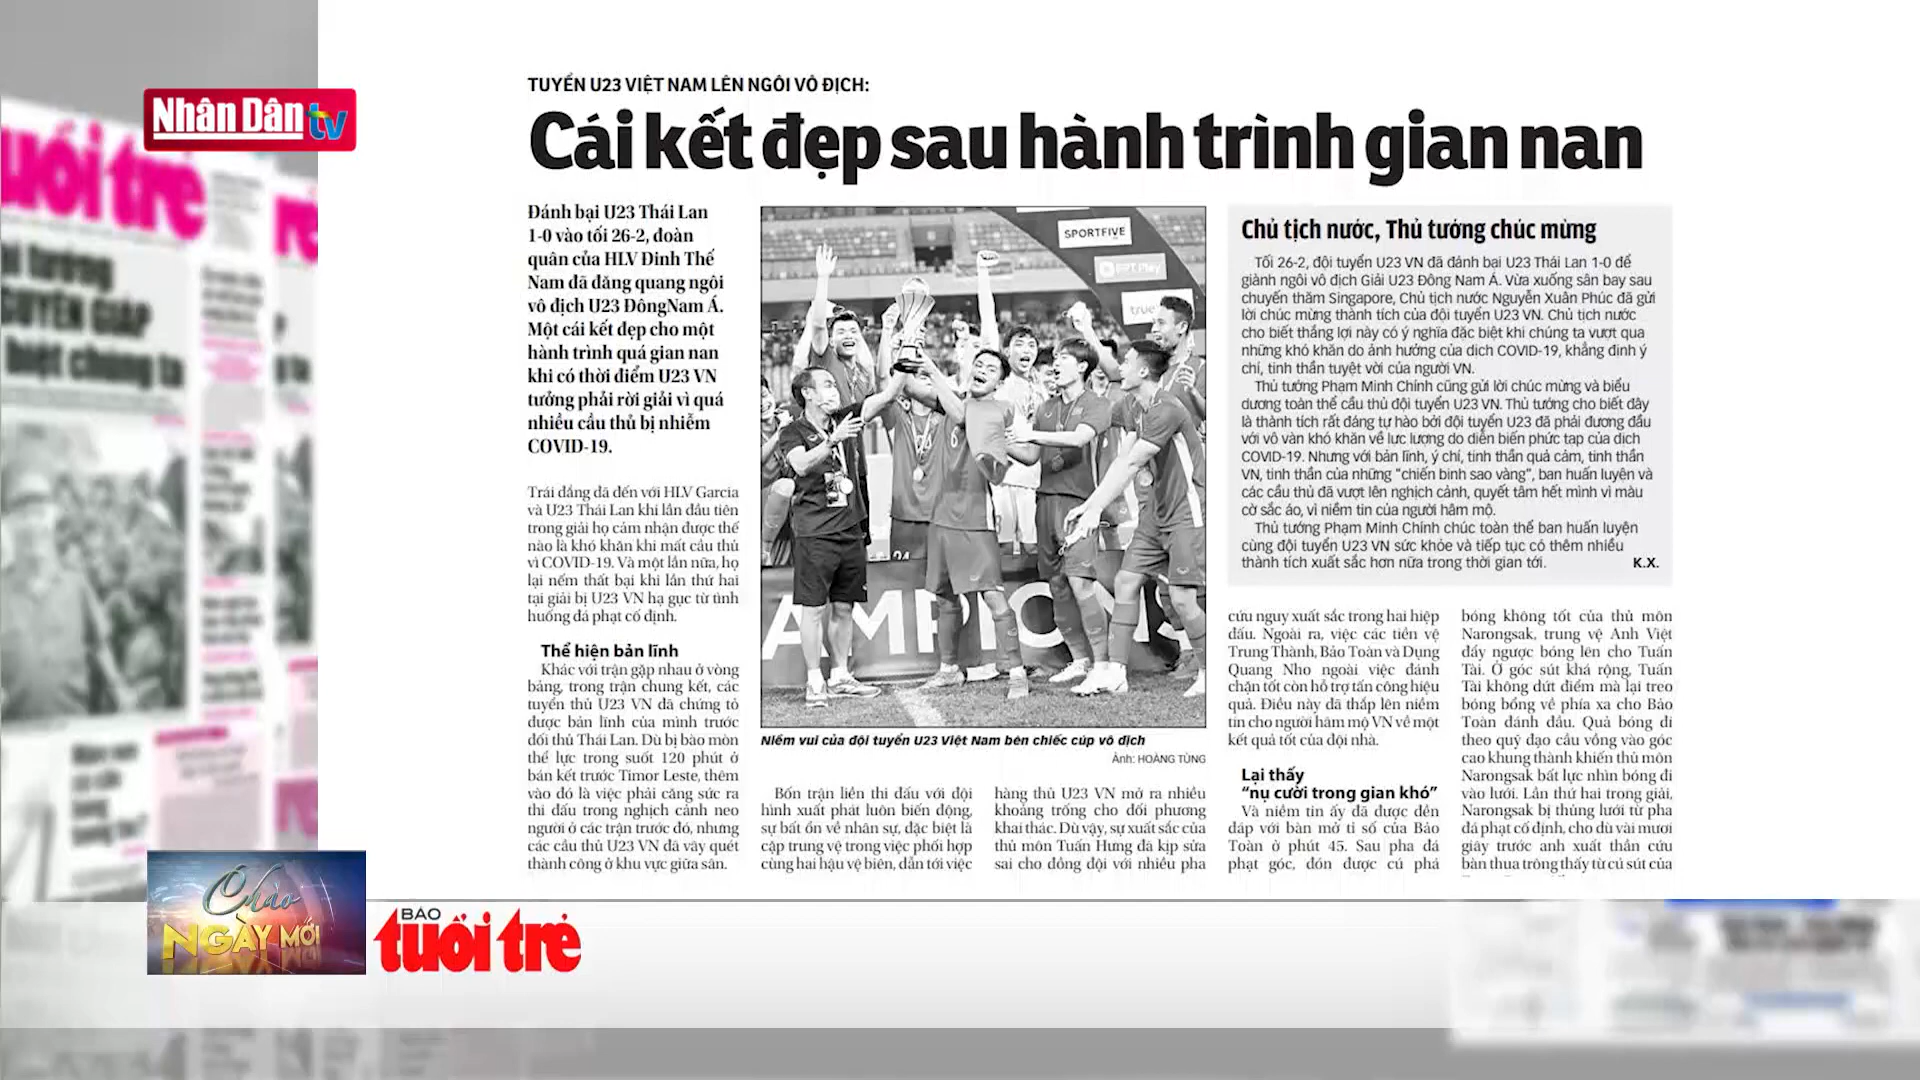 Nhân Dân tv
TUYỂN U23 VIỆT NAM LÊN NGÔI VÔ ĐỊCH:
Cái kết đẹp sau hành trình gian nan
Đánh bại U23 Thái Lan
1-0 vào tối 26-2, đoàn
quân của HLV Đinh Thế
Nam đã đăng quang ngôi
vô địch U23 ĐôngNam Á.
Một cái kết đẹp cho một
hành trình quá gian nan
khi có thời điểm U23 VN
tưởng phải rời giải vì quá
nhiều cầu thủ bị nhiễm
COVID-19.
Trái đắng đã đến với HLV Garcia
và U23 Thái Lan khi lần đầu tiên
trong giải họ cảm nhận được thế
nào là khó khăn khi mất cầu thủ
vì COVID-19. Và một lần nữa, họ
lại nếm thất bại khi lần thứ hai
tại giải bị U23 VN hạ gục từ tình
huống đá phạt cố định.
Thể hiện bản lĩnh
Khác với trận gặp nhau ở vòng
bảng, trong trận chung kết, các
tuyển thủ U23 VN đã chứng tỏ
được bản lĩnh của mình trước
đối thủ Thái Lan. Dù bị bào mòn
thể lực trong suốt 120 phút ở
bán kết trước Timor Leste, thêm
vào đó là việc phải căng sức ra
thi đấu trong nghịch cảnh neo
người ở các trận trước đó, nhưng
các cầu thủ U23 VN đã vây quét
thành công ở khu vực giữa sân.
SPORTFIVE
FPT Play
true
AMPIONS
Niềm vui của đội tuyển U23 Việt Nam bên chiếc cúp vô địch
Ảnh: HOÀNG TÙNG
Bốn trận liền thi đấu với đội
hình xuất phát luôn biến động,
sự bất ổn về nhân sự, đặc biệt là
cặp trung vệ trong việc phối hợp
cùng hai hậu vệ biên, dẫn tới việc
hàng thủ U23 VN mở ra nhiều
khoảng trống cho đối phương
khai thác. Dù vậy, sự xuất sắc của
thủ môn Tuấn Hưng đã kịp sửa
sai cho đồng đội với nhiều pha
Chủ tịch nước, Thủ tướng chúc mừng
Tối 26-2, đội tuyển U23 VN đã đánh bại U23 Thái Lan 1-0 để
giành ngôi vô địch Giải U23 Đông Nam Á. Vừa xuống sân bay sau
chuyến thăm Singapore, Chủ tịch nước Nguyễn Xuân Phúc đã gửi
lời chúc mừng thành tích của đội tuyển U23 VN. Chủ tịch nước
cho biết thắng lợi này có ý nghĩa đặc biệt khi chúng ta vượt qua
những khó khăn do ảnh hưởng của dịch COVID-19, khẳng định ý
chí, tinh thần tuyệt vời của người VN.
Thủ tướng Phạm Minh Chính cũng gửi lời chúc mừng và biểu
dương toàn thể cầu thủ đội tuyển U23 VN. Thủ tướng cho biết đây
là thành tích rất đáng tự hào bởi đội tuyển U23 đã phải đương đầu
với vô vàn khó khăn về lực lượng do diễn biến phức tạp của dịch
COVID-19. Nhưng với bản lĩnh, ý chí, tinh thần quả cảm, tinh thần
VN, tinh thần của những "chiến binh sao vàng", ban huấn luyện và
các cầu thủ đã vượt lên nghịch cảnh, quyết tâm hết mình vì màu
cờ sắc áo, vì niềm tin của người hâm mộ.
Thủ tướng Phạm Minh Chính chúc toàn thể ban huấn luyện
cùng đội tuyển U23 VN sức khỏe và tiếp tục có thêm nhiều
thành tích xuất sắc hơn nữa trong thời gian tới. K.X.
cứu nguy xuất sắc trong hai hiệp
đấu. Ngoài ra, việc các tiền vệ
Trung Thành, Bảo Toàn và Dụng
Quang Nho ngoài việc đánh
chặn tốt còn hỗ trợ tấn công hiệu
quả. Điều này đã thắp lên niềm
tin cho người hâm mộ VN về một
kết quả tốt của đội nhà.
Lại thấy
"nụ cười trong gian khó"
Và niềm tin ấy đã được đền
đáp với bàn mở tỉ số của Bảo
Toàn ở phút 45. Sau pha đá
phạt góc, đón được cú phá
bóng không tốt của thủ môn
Narongsak, trung vệ Anh Việt
đẩy ngược bóng lên cho Tuấn
Tài. Ở góc sút khá rộng, Tuấn
Tài không dứt điểm mà lại treo
bóng bổng về phía xa cho Bảo
Toàn đánh đầu. Quả bóng đi
theo quỹ đạo cầu vồng vào góc
cao khung thành khiến thủ môn
Narongsak bất lực nhìn bóng đi
vào lưới. Lần thứ hai trong giải,
Narongsak bị thủng lưới từ pha
đá phạt cố định, cho dù vài mươi
giây trước anh xuất thần cứu
bàn thua trông thấy từ cú sút của
Chào
NGÀY MỚI
BÁO
tuổi trẻ